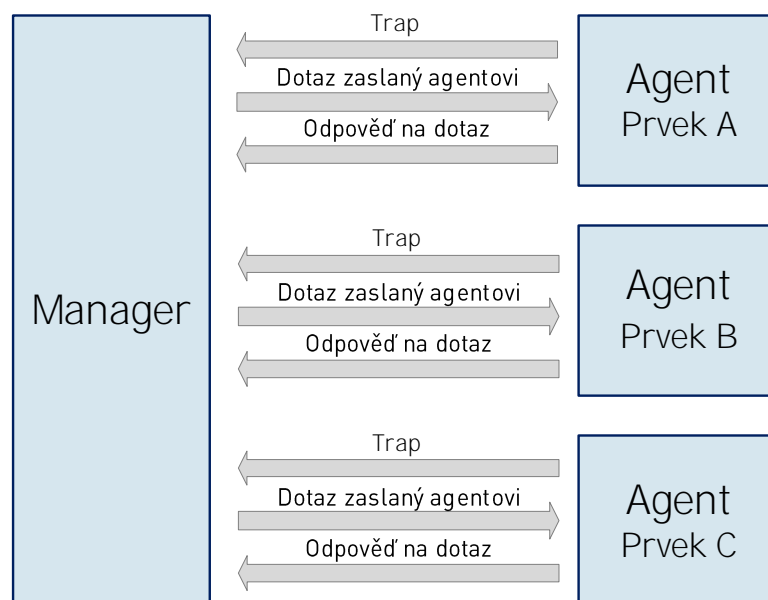 Manager
Trap
Dotaz zaslaný agentovi
Odpověď na dotaz
Agent
Prvek A
Trap
Dotaz zaslaný agentovi
Odpověď na dotaz
Agent
Prvek B
Trap
Dotaz zaslaný agentovi
Odpověď na dotaz
Agent
Prvek C